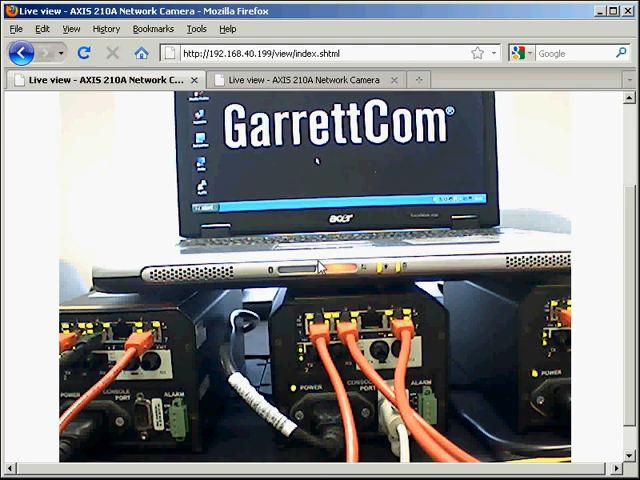 Live view - AXIS 210A Network Camera - Mozilla Firefox
File Edit View History Bookmarks Tools Help
http://192.168.40.199/view/index.shtml
Google
Live view - AXIS 210A Network C...
Live view - AXIS 210A Network Camera
GarrettCom®
acer
POWER
CONSOLE
PORT
ALARM
POWER
CONSOLE
PORT
ALARM
POWER